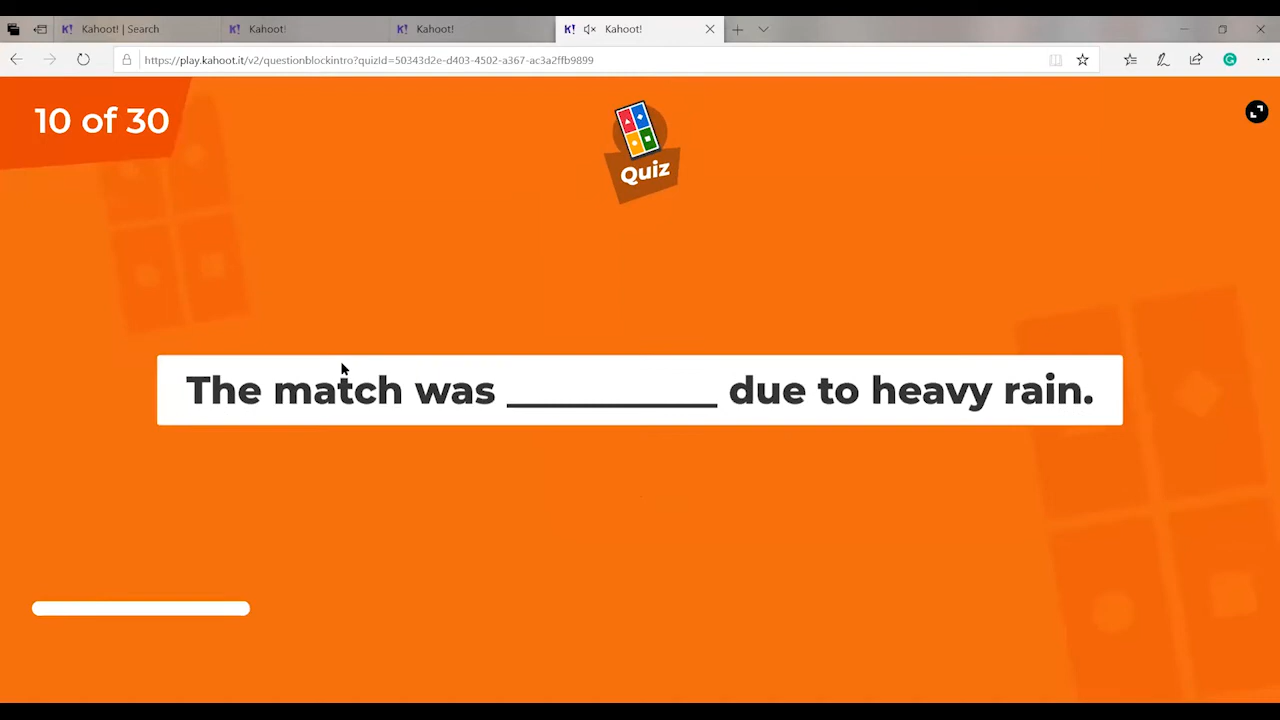 Kahoot! | Search
Kahoot!
Kahoot!
Kahoot!
https://play.kahoot.it/v2/questionblockintro?quizId=50343d2e-d403-4502-a367-ac3a2ffb9899
10 of 30
Quiz
The match was __________ due to heavy rain.